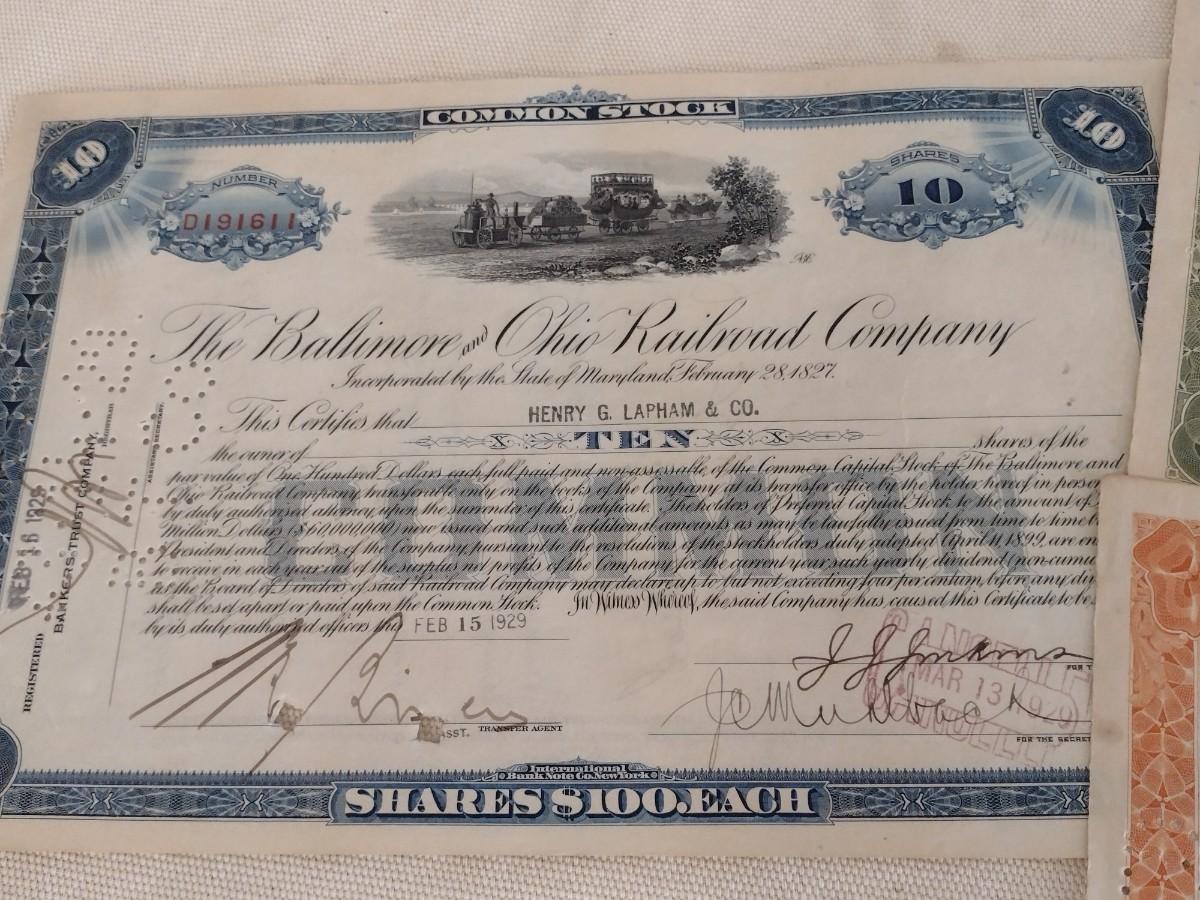 COMMON STOCK
10
10
NUMBER
D191611
SHARES
10
The Baltimore and Ohio Railroad Company
Incorporated by the State of Maryland, February 28, 1827.
This Certifies that HENRY G. LAPHAM & CO.
the owner of X TEN X shares of the
par value of One Hundred Dollars each full paid and non-assessable of the Common Capital Stock of The Baltimore and
Ohio Railroad Company, transferable only on the books of the Company at its transfer office by the holder hereof in person
by duly authorized attorney upon the surrender of this certificate. The holders of Preferred Capital Stock to the amount of
Million Dollars ($60,000,000) now issued and such additional amounts as may be lawfully issued from time to time
President and Directors of the Company pursuant to the resolutions of the stockholders duly adopted April 11, 1899, are
to receive in each year out of the surplus net profits of the Company for the current year such yearly dividend (non-cumu
as the Board of Directors of said Railroad Company may declare up to but not exceeding four per centum, before any
shall be set apart or paid upon the Common Stock. In Witness Whereof, the said Company has caused this Certificate to be
by its duly authorized officers this FEB 15 1929
COMMON
ASST. TRANSFER AGENT
FOR THE SECRET
CANCELLED
MAR 13 1929
REGISTERED
FEB 16 1929
BANKERS TRUST COMPANY,
REGISTRAR
ASSISTANT SECRETARY.
International
Bank Note Co. New York
SHARES $100. EACH